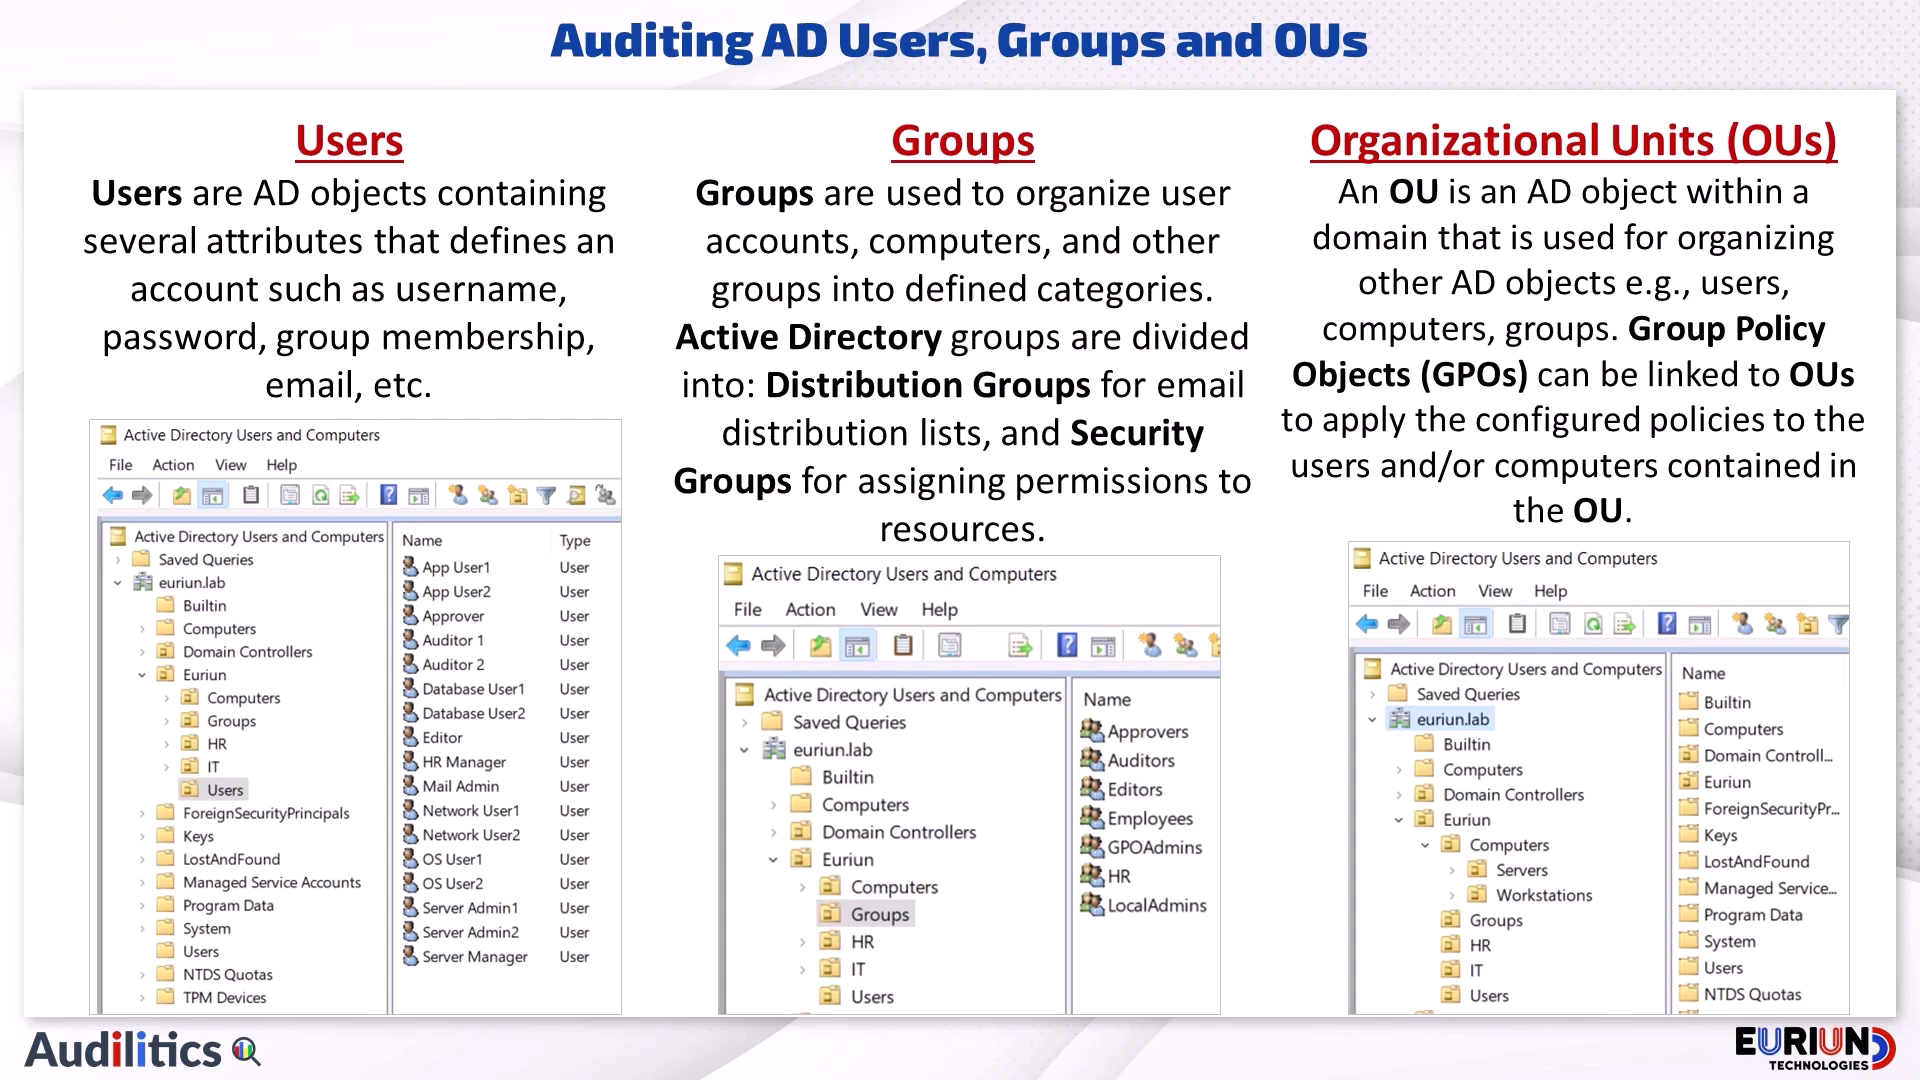 Auditing AD Users, Groups and OUs
Users
Users are AD objects containing
several attributes that defines an
account such as username,
password, group membership,
email, etc.
Active Directory Users and Computers
File Action View Help
Active Directory Users and Computers
Saved Queries
euriun.lab
Builtin
Computers
Domain Controllers
Euriun
Computers
Groups
HR
IT
Users
ForeignSecurityPrincipals
Keys
LostAndFound
Managed Service Accounts
Program Data
System
Users
NTDS Quotas
TPM Devices
Name Type
App User1 User
App User2 User
Approver User
Auditor 1 User
Auditor 2 User
Database User1 User
Database User2 User
Editor User
HR Manager User
Mail Admin User
Network User1 User
Network User2 User
OS User1 User
OS User2 User
Server Admin1 User
Server Admin2 User
Server Manager User
Groups
Groups are used to organize user
accounts, computers, and other
groups into defined categories.
Active Directory groups are divided
into: Distribution Groups for email
distribution lists, and Security
Groups for assigning permissions to
resources.
Active Directory Users and Computers
File Action View Help
Active Directory Users and Computers
Saved Queries
euriun.lab
Builtin
Computers
Domain Controllers
Euriun
Computers
Groups
HR
IT
Users
Name
Approvers
Auditors
Editors
Employees
GPOAdmins
HR
LocalAdmins
Organizational Units (OUs)
An OU is an AD object within a
domain that is used for organizing
other AD objects e.g., users,
computers, groups. Group Policy
Objects (GPOs) can be linked to OUs
to apply the configured policies to the
users and/or computers contained in
the OU.
Active Directory Users and Computers
File Action View Help
Active Directory Users and Computers
Saved Queries
euriun.lab
Builtin
Computers
Domain Controllers
Euriun
Computers
Servers
Workstations
Groups
HR
IT
Users
Name
Builtin
Computers
Domain Controll...
Euriun
ForeignSecurityPr...
Keys
LostAndFound
Managed Service...
Program Data
System
Users
NTDS Quotas
Audilitics
EURIUN
TECHNOLOGIES